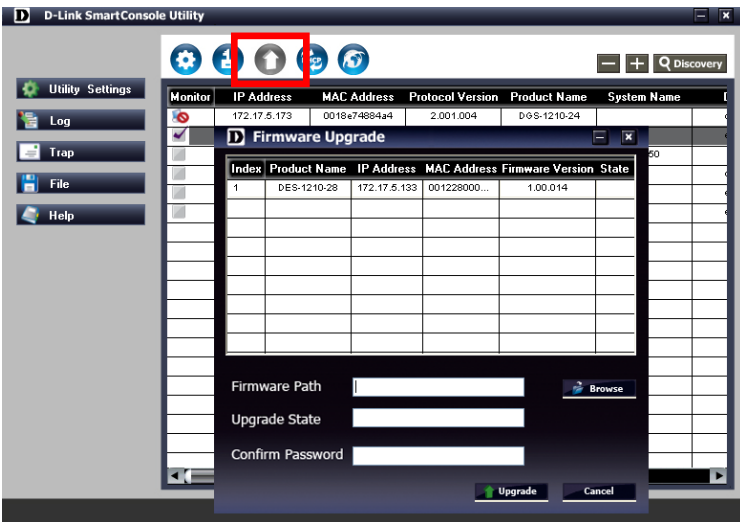 D D-Link SmartConsole Utility
Discovery
Utility Settings
Log
Trap
File
Help
Monitor IP Address MAC Address Protocol Version Product Name System Name
172.17.5.173 0018e74884a4 2.001.004 DGS-1210-24
D Firmware Upgrade
Index Product Name IP Address MAC Address Firmware Version State
1 DES-1210-28 172.17.5.133 001228000... 1.00.014
Firmware Path
Browse
Upgrade State
Confirm Password
Upgrade Cancel